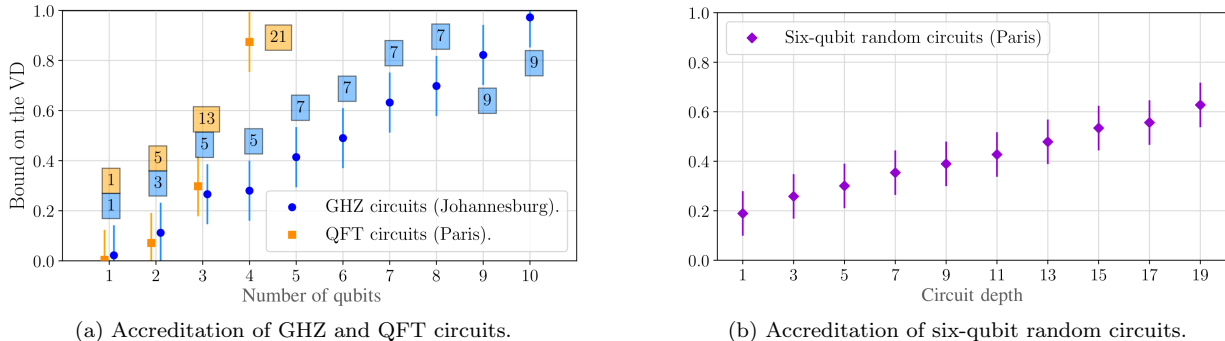 1.0
0.8
0.6
0.4
0.2
0.0
Bound on the VD
21
7
7
7
7
9
9
13
5
5
5
3
1
1
GHZ circuits (Johannesburg).
QFT circuits (Paris).
1 2 3 4 5 6 7 8 9 10
Number of qubits
(a) Accreditation of GHZ and QFT circuits.
1.0
0.8
0.6
0.4
0.2
0.0
Six-qubit random circuits (Paris)
1 3 5 7 9 11 13 15 17 19
Circuit depth
(b) Accreditation of six-qubit random circuits.